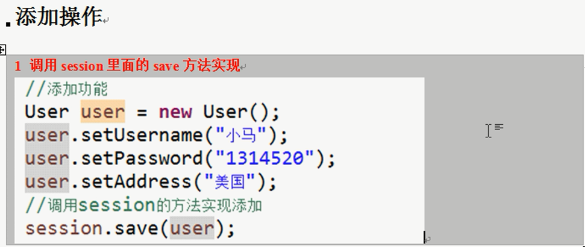 添加操作
1 调用 session 里面的 save 方法实现
//添加功能
User user = new User();
user.setUsername("小马");
user.setPassword("1314520");
user.setAddress("美国");
//调用session的方法实现添加
session.save(user);